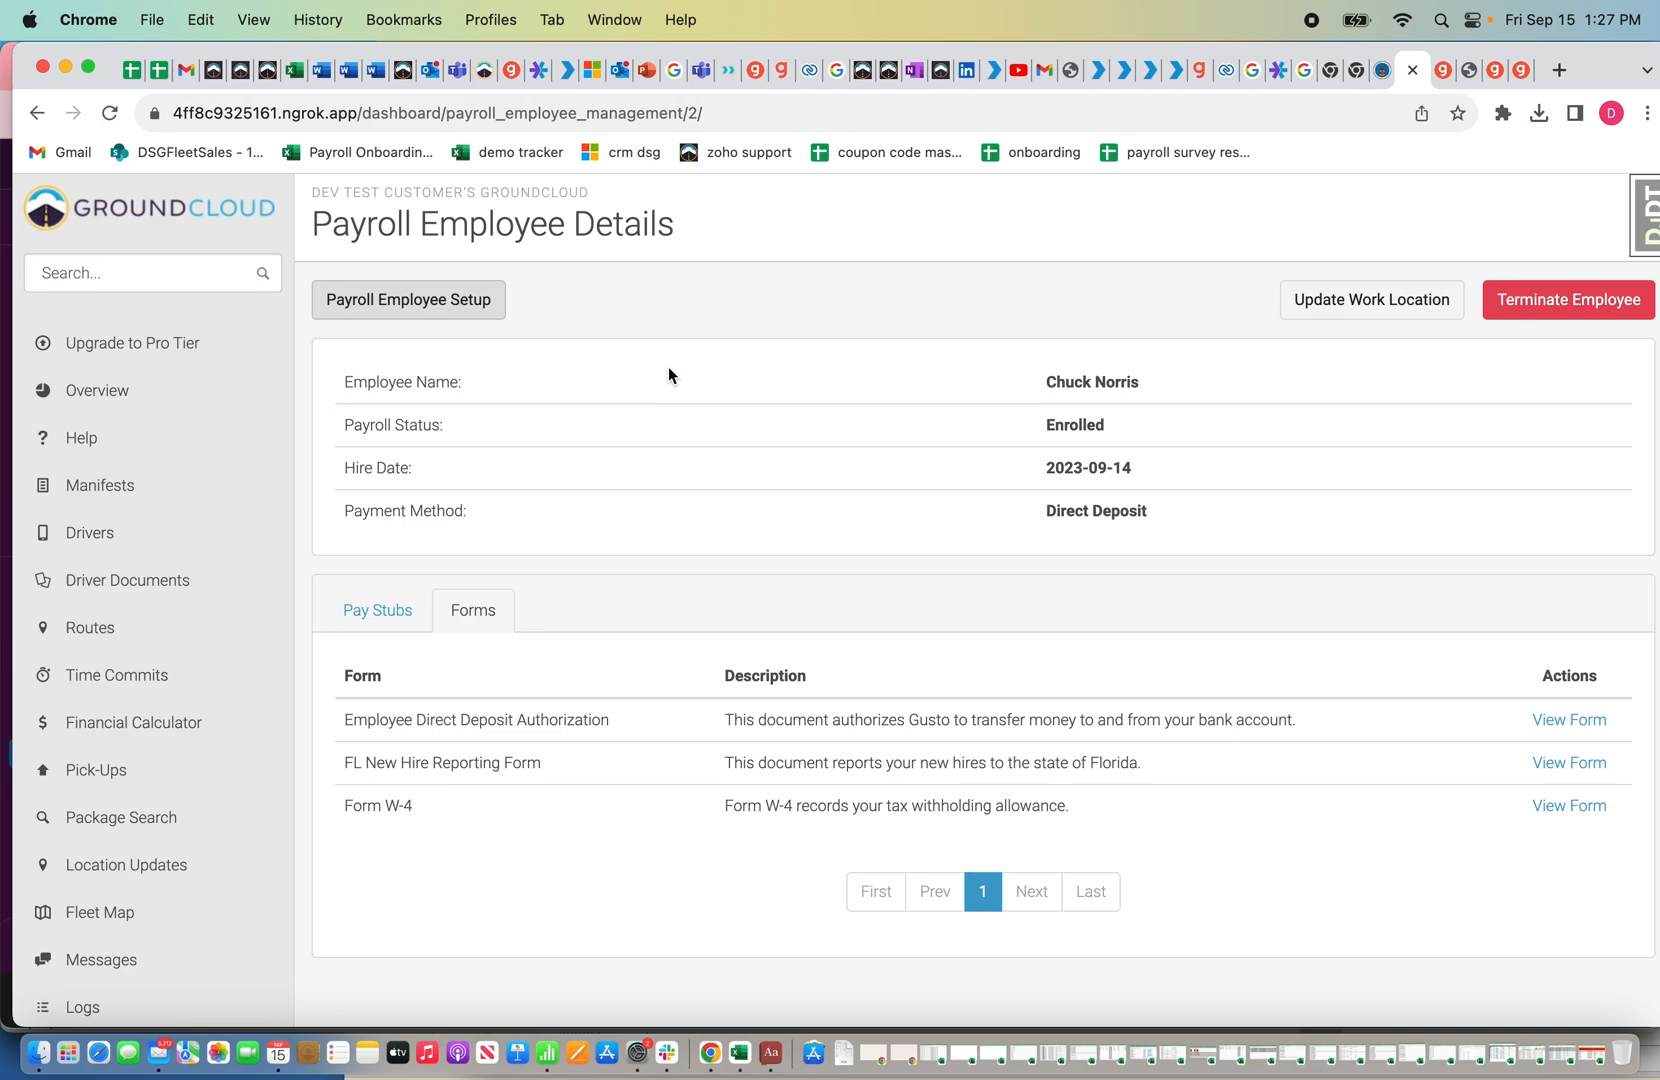 Chrome File Edit View History Bookmarks Profiles Tab Window Help Fri Sep 15 1:27 PM
4ff8c9325161.ngrok.app/dashboard/payroll_employee_management/2/ D
Gmail DSGFleetSales - 1... Payroll Onboardin... demo tracker crm dsg zoho support coupon code mas... onboarding payroll survey res...
GROUNDCLOUD
Search...
Upgrade to Pro Tier
Overview
? Help
Manifests
Drivers
Driver Documents
Routes
Time Commits
$ Financial Calculator
Pick-Ups
Package Search
Location Updates
Fleet Map
Messages
Logs
DEV TEST CUSTOMER'S GROUNDCLOUD
Payroll Employee Details
Payroll Employee Setup
Update Work Location
Terminate Employee
Employee Name: Chuck Norris
Payroll Status: Enrolled
Hire Date: 2023-09-14
Payment Method: Direct Deposit
Pay Stubs Forms
Form Description Actions
Employee Direct Deposit Authorization This document authorizes Gusto to transfer money to and from your bank account. View Form
FL New Hire Reporting Form This document reports your new hires to the state of Florida. View Form
Form W-4 Form W-4 records your tax withholding allowance. View Form
First Prev 1 Next Last